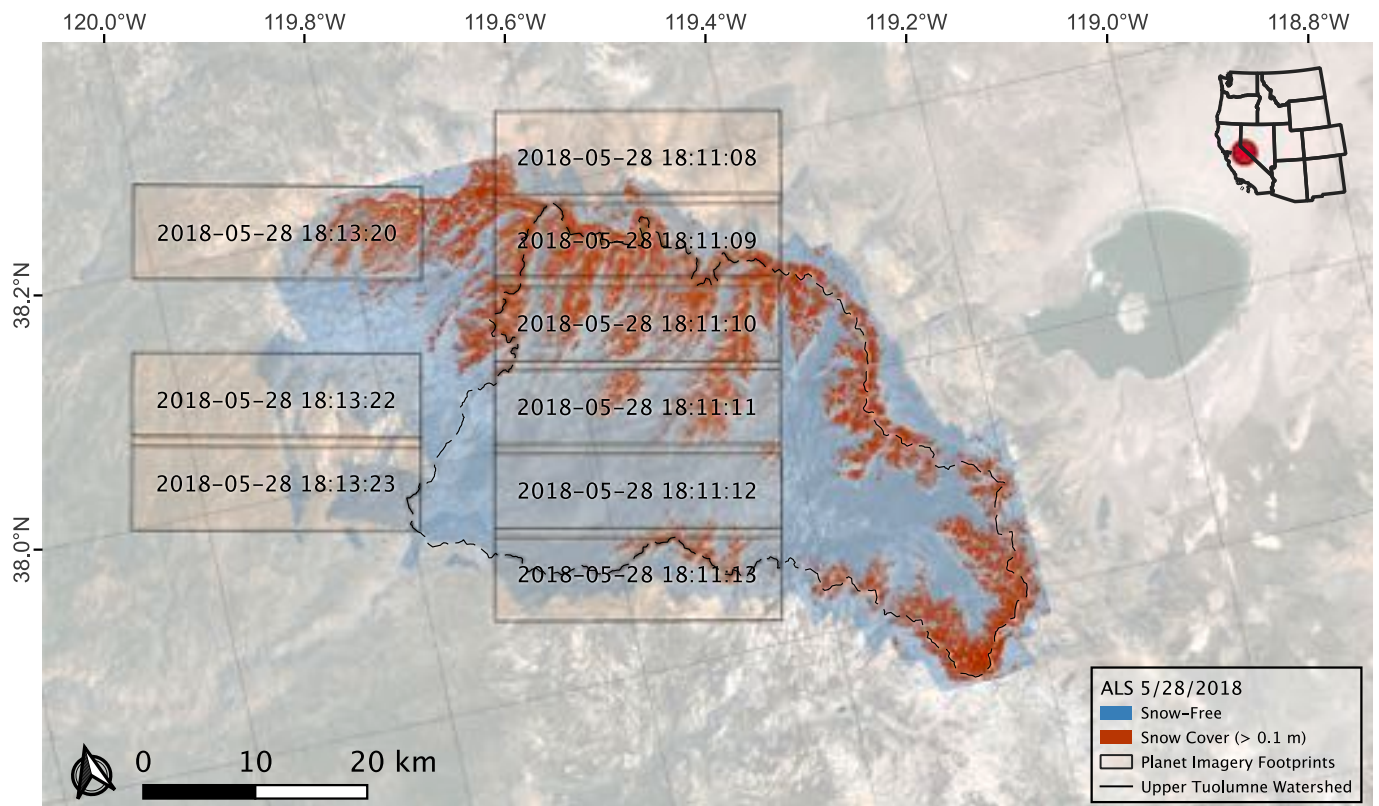 120.0°W 119.8°W 119.6°W 119.4°W 119.2°W 119.0°W 118.8°W
2018-05-28 18:11:08
2018-05-28 18:13:20
2018-05-28 18:11:09
38.2°N
2018-05-28 18:11:10
2018-05-28 18:13:22
2018-05-28 18:11:11
2018-05-28 18:13:23
2018-05-28 18:11:12
38.0°N
2018-05-28 18:11:13
0 10 20 km
ALS 5/28/2018
Snow-Free
Snow Cover (> 0.1 m)
Planet Imagery Footprints
Upper Tuolumne Watershed